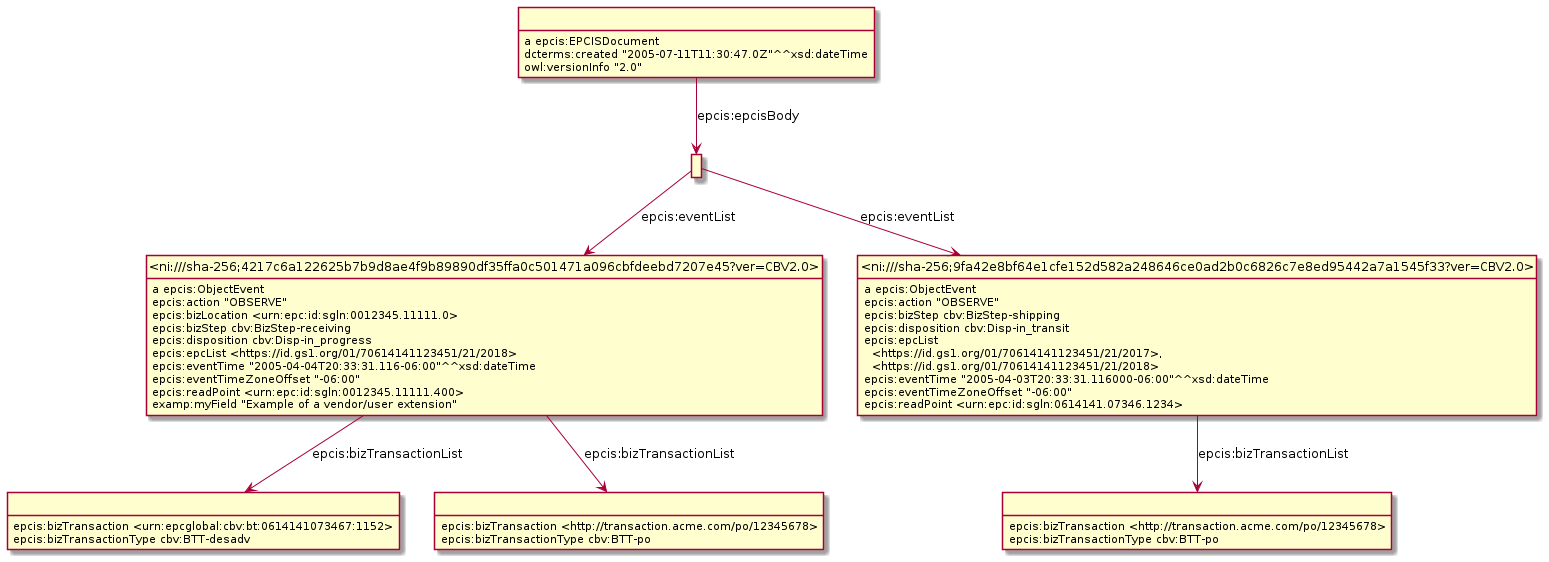 a epcis:EPCISDocument
dcterms:created "2005-07-11T11:30:47.0Z"^^xsd:dateTime
owl:versionInfo "2.0"
epcis:epcisBody
epcis:eventList
epcis:eventList
<ni:///sha-256;4217c6a122625b7b9d8ae4f9b89890df35ffa0c501471a096cbfdeebd7207e45?ver=CBV2.0>
a epcis:ObjectEvent
epcis:action "OBSERVE"
epcis:bizLocation <urn:epc:id:sgln:0012345.11111.0>
epcis:bizStep cbv:BizStep-receiving
epcis:disposition cbv:Disp-in_progress
epcis:epcList <https://id.gs1.org/01/70614141123451/21/2018>
epcis:eventTime "2005-04-04T20:33:31.116-06:00"^^xsd:dateTime
epcis:eventTimeZoneOffset "-06:00"
epcis:readPoint <urn:epc:id:sgln:0012345.11111.400>
examp:myField "Example of a vendor/user extension"
<ni:///sha-256;9fa42e8bf64e1cfe152d582a248646ce0ad2b0c6826c7e8ed95442a7a1545f33?ver=CBV2.0>
a epcis:ObjectEvent
epcis:action "OBSERVE"
epcis:bizStep cbv:BizStep-shipping
epcis:disposition cbv:Disp-in_transit
epcis:epcList
<https://id.gs1.org/01/70614141123451/21/2017>,
<https://id.gs1.org/01/70614141123451/21/2018>
epcis:eventTime "2005-04-03T20:33:31.116000-06:00"^^xsd:dateTime
epcis:eventTimeZoneOffset "-06:00"
epcis:readPoint <urn:epc:id:sgln:0614141.07346.1234>
epcis:bizTransactionList
epcis:bizTransactionList
epcis:bizTransactionList
epcis:bizTransaction <urn:epcglobal:cbv:bt:0614141073467:1152>
epcis:bizTransactionType cbv:BTT-desadv
epcis:bizTransaction <http://transaction.acme.com/po/12345678>
epcis:bizTransactionType cbv:BTT-po
epcis:bizTransaction <http://transaction.acme.com/po/12345678>
epcis:bizTransactionType cbv:BTT-po